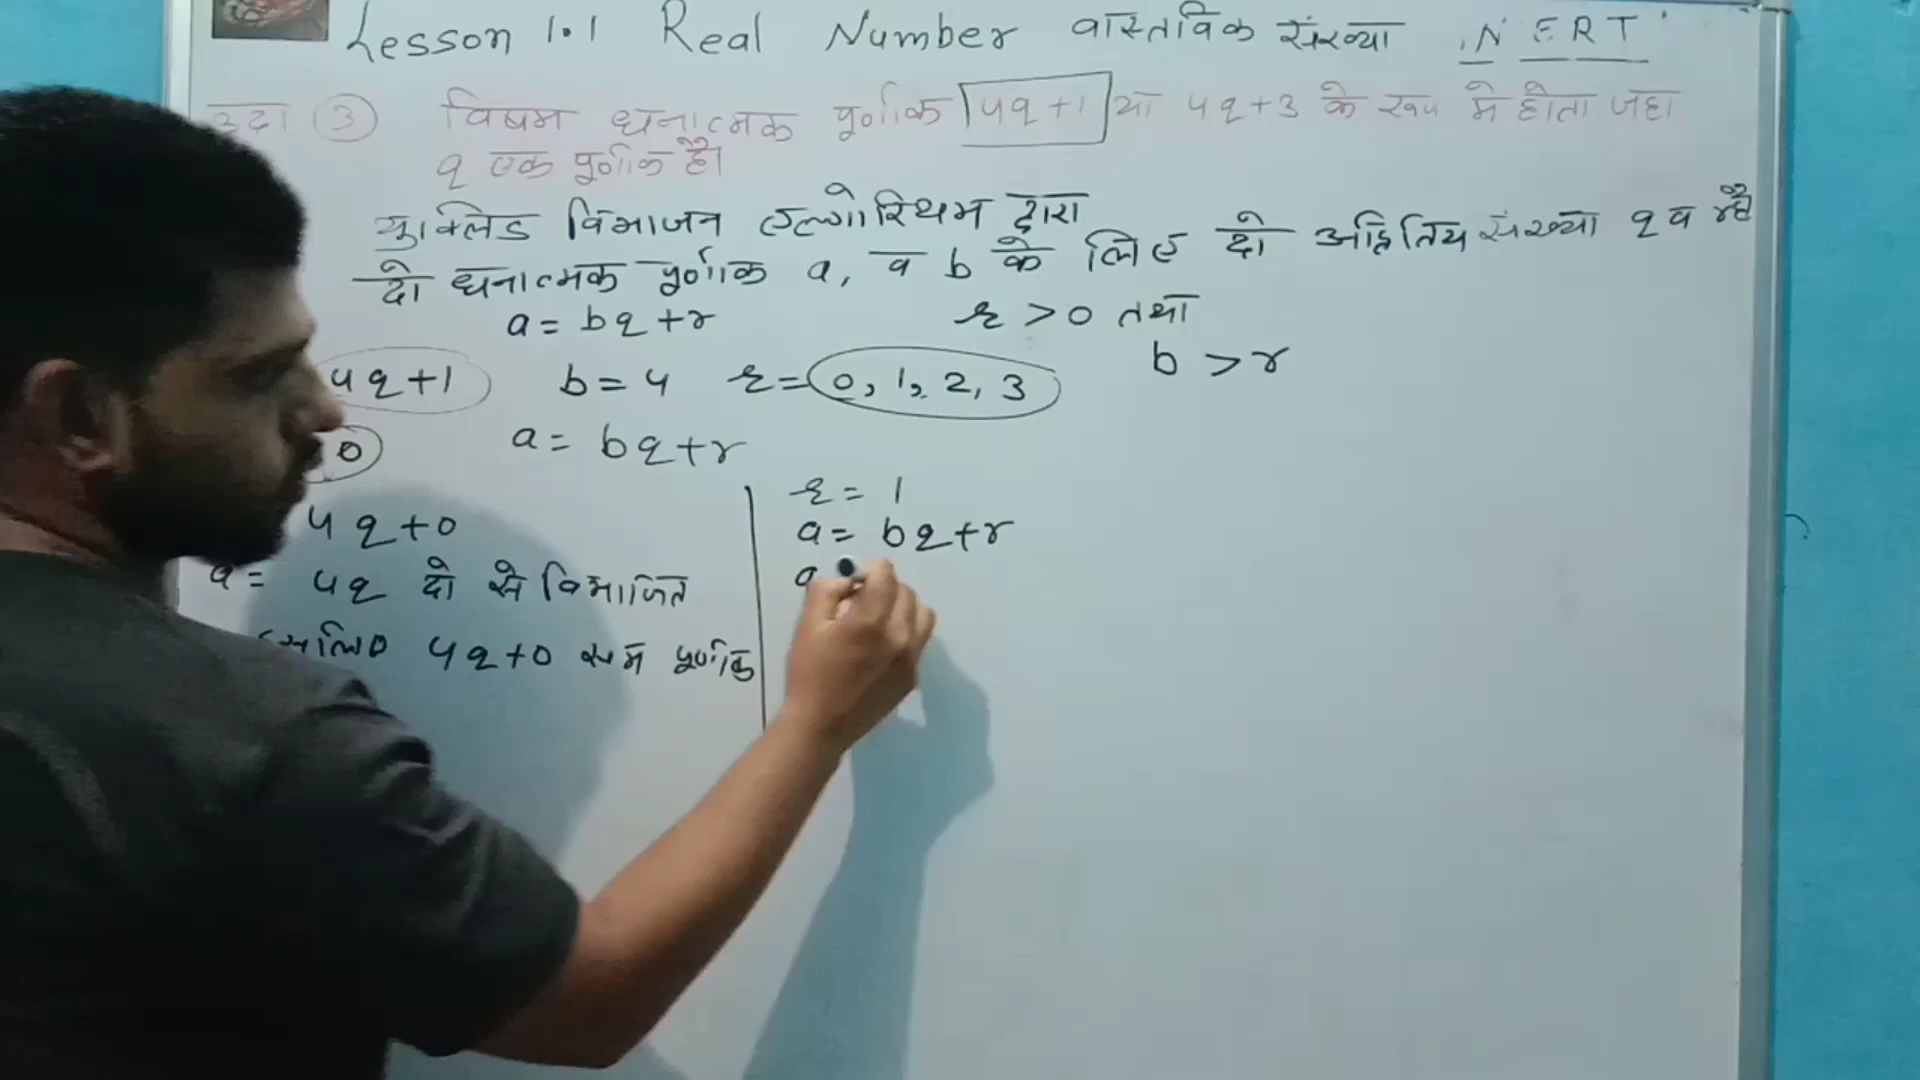 Lesson 1.1 Real Number वास्तविक संख्या NERT
उदा ③ विषम धनात्मक पूर्णांक 4q+1 या 4q+3 के रूप मे होता जहा
q एक पूर्णांक है।
युक्लिड विभाजन एल्गोरिथम द्वारा
दो धनात्मक पूर्णांक a, व b के लिए दो अद्वितिय संख्या q व r है
a = bq+r r > 0 तथा
b > r
4q+1 b = 4 r = 0, 1, 2, 3
0 a = bq+r
4q+0
a = 4q दो से विभाजित
4q+0 सम पूर्णांक
r = 1
a = bq+r
a